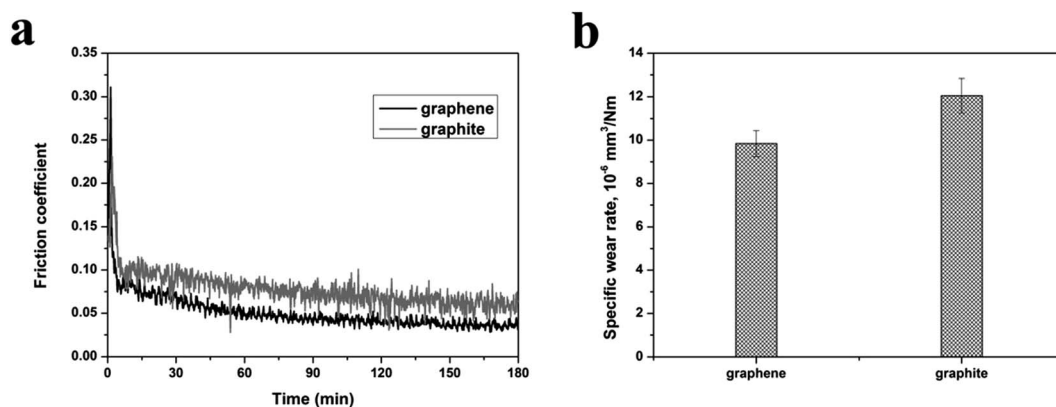 a
0.35
0.30
0.25
0.20
0.15
0.10
0.05
0.00
Friction coefficient
graphene
graphite
0
30
60
90
120
150
180
Time (min)
b
14
12
10
8
6
4
2
0
Specific wear rate, 10⁻⁶ mm³/Nm
graphene
graphite